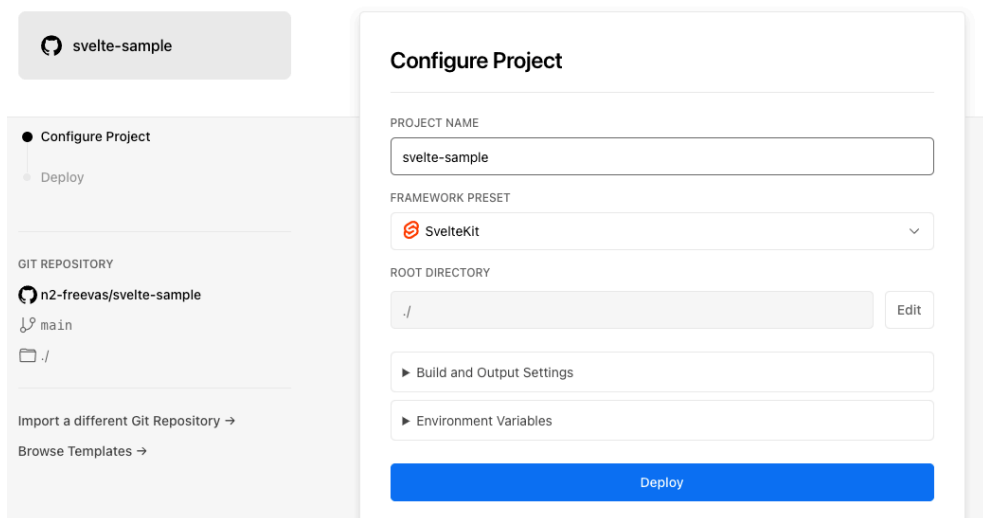 svelte-sample
Configure Project
Deploy
GIT REPOSITORY
n2-freevas/svelte-sample
main
./
Import a different Git Repository →
Browse Templates →
Configure Project
PROJECT NAME
svelte-sample
FRAMEWORK PRESET
SvelteKit
ROOT DIRECTORY
./
Edit
Build and Output Settings
Environment Variables
Deploy